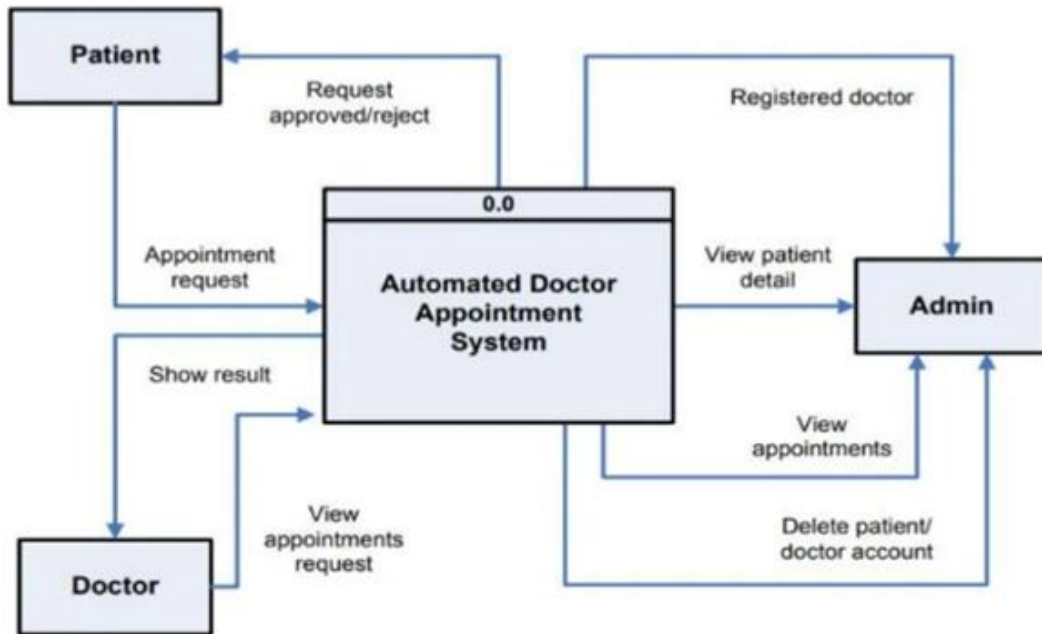 Patient
Request
approved/reject
Registered doctor
0.0
Appointment
request
Automated Doctor
Appointment
System
View patient
detail
Admin
Show result
View
appointments
View
appointments
request
Delete patient/
doctor account
Doctor